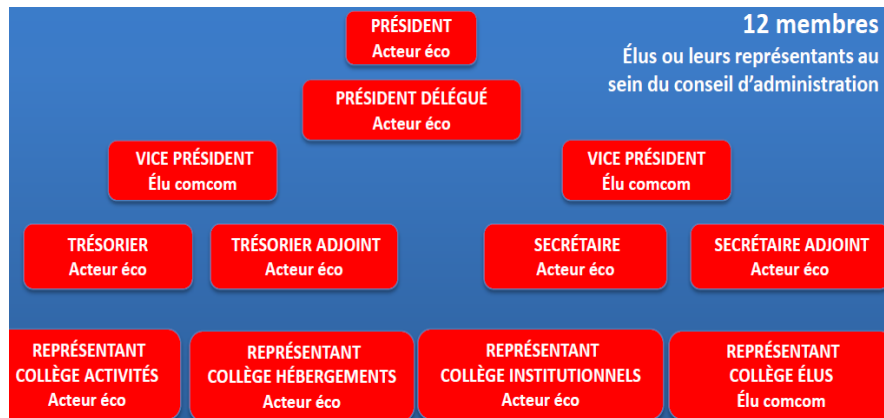 PRÉSIDENT
Acteur éco
12 membres
Élus ou leurs représentants au
sein du conseil d’administration
PRÉSIDENT DÉLÉGUÉ
Acteur éco
VICE PRÉSIDENT
Élu comcom
VICE PRÉSIDENT
Élu comcom
TRÉSORIER
Acteur éco
TRÉSORIER ADJOINT
Acteur éco
SECRÉTAIRE
Acteur éco
SECRÉTAIRE ADJOINT
Acteur éco
REPRÉSENTANT
COLLÈGE ACTIVITÉS
Acteur éco
REPRÉSENTANT
COLLÈGE HÉBERGEMENTS
Acteur éco
REPRÉSENTANT
COLLÈGE INSTITUTIONNELS
Acteur éco
REPRÉSENTANT
COLLÈGE ÉLUS
Élu comcom